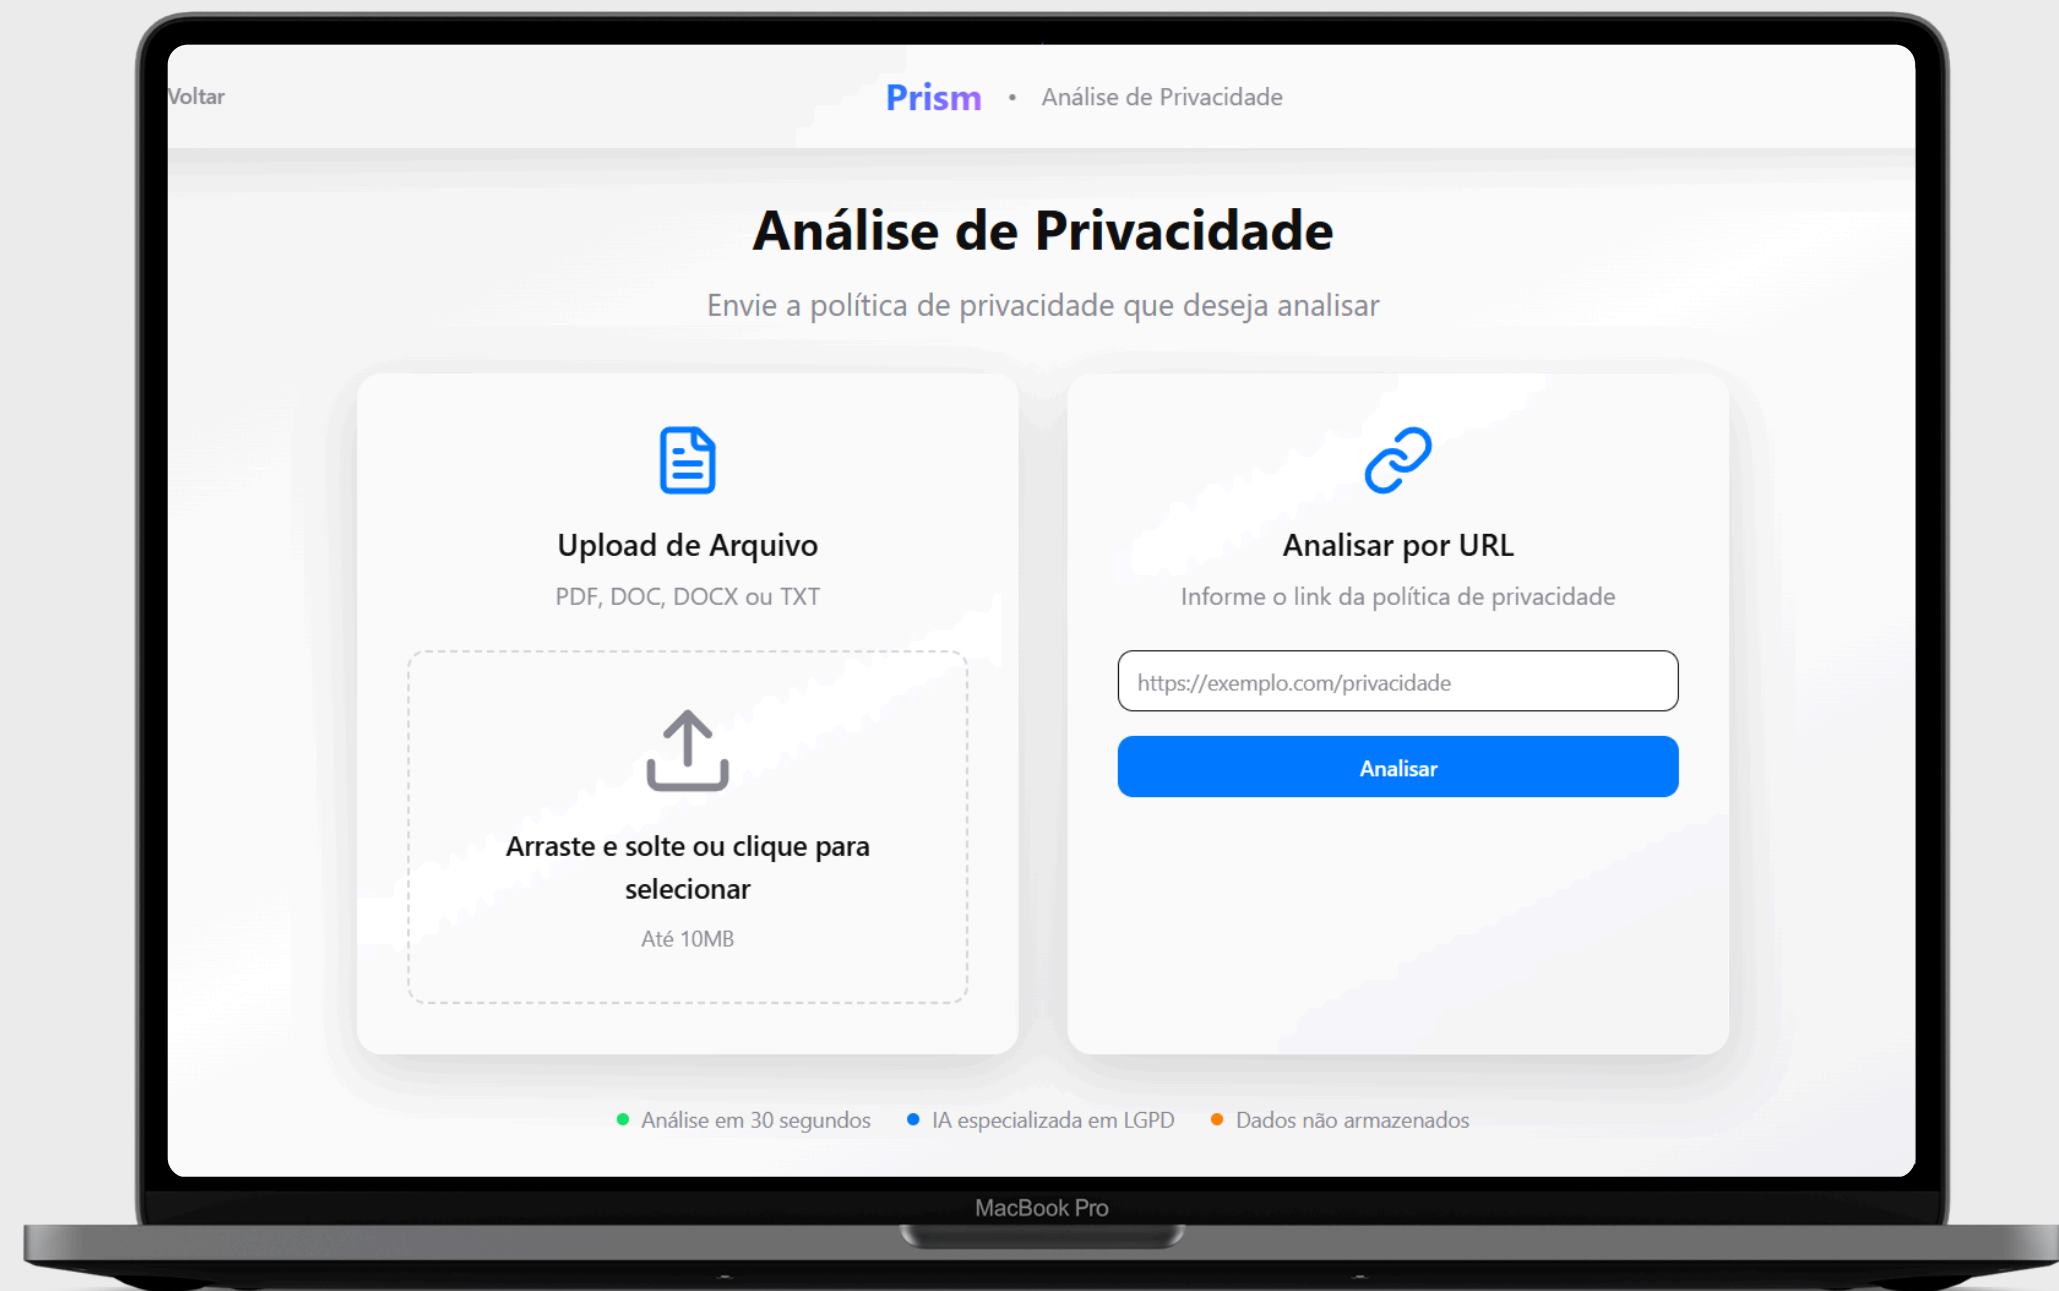 Voltar
Prism • Análise de Privacidade
Análise de Privacidade
Envie a política de privacidade que deseja analisar
Upload de Arquivo
PDF, DOC, DOCX ou TXT
Arraste e solte ou clique para
selecionar
Até 10MB
Analisar por URL
Informe o link da política de privacidade
https://exemplo.com/privacidade
Analisar
Análise em 30 segundos
IA especializada em LGPD
Dados não armazenados
MacBook Pro